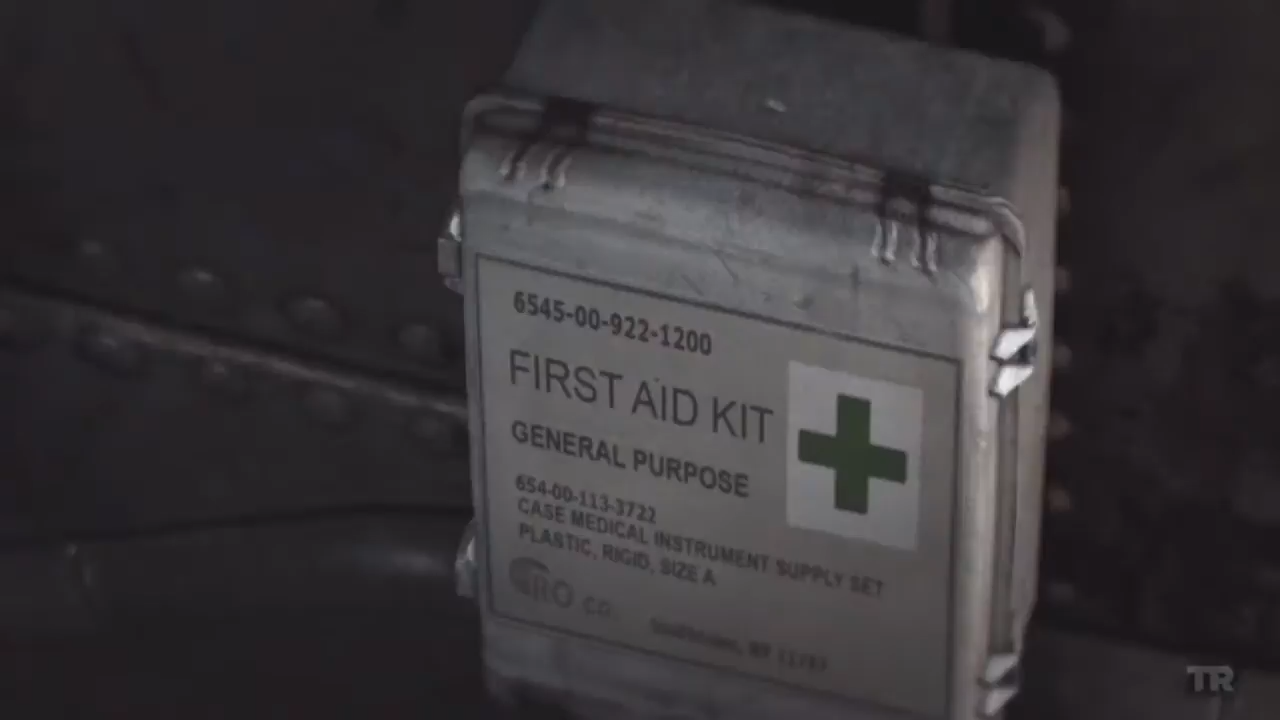 6545-00-922-1200
FIRST AID KIT
GENERAL PURPOSE
654-00-113-3722
CASE MEDICAL INSTRUMENT SUPPLY SET
PLASTIC, RIGID, SIZE A
CO.
TR